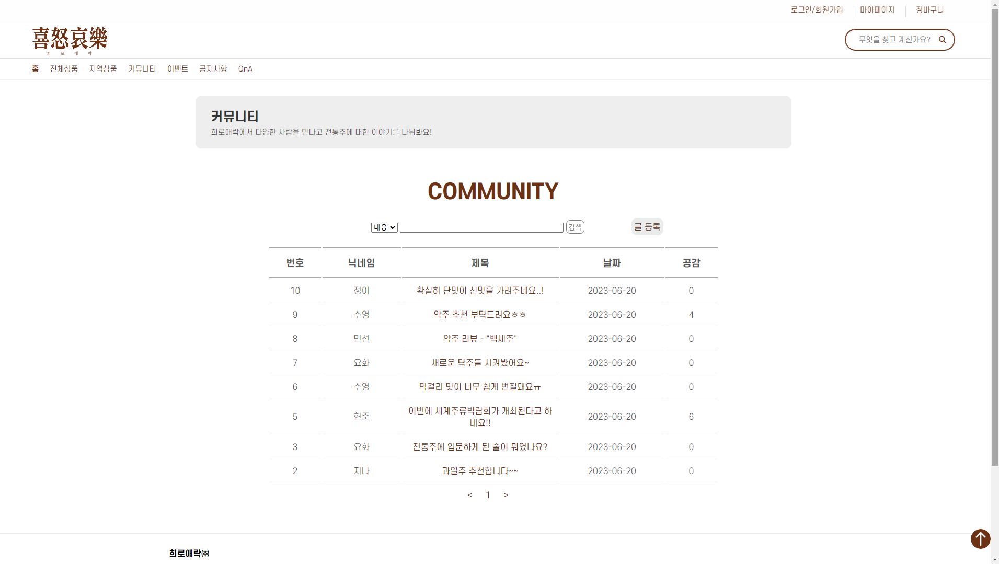 로그인/회원가입 마이페이지 장바구니
喜怒哀樂
희 로 애 락
무엇을 찾고 계신가요?
홈 전체상품 지역상품 커뮤니티 이벤트 공지사항 QnA
커뮤니티
희로애락에서 다양한 사람을 만나고 전통주에 대한 이야기를 나눠봐요!
COMMUNITY
내용 검색 글 등록
번호 닉네임 제목 날짜 공감
10 정이 확실히 단맛이 신맛을 가려주네요..! 2023-06-20 0
9 수영 약주 추천 부탁드려요ㅎㅎ 2023-06-20 4
8 민선 약주 리뷰 - "백세주" 2023-06-20 0
7 요화 새로운 탁주들 시켜봤어요~ 2023-06-20 0
6 수영 막걸리 맛이 너무 쉽게 변질돼요ㅠ 2023-06-20 0
5 현준 이번에 세계주류박람회가 개최된다고 하
네요!! 2023-06-20 6
3 요화 전통주에 입문하게 된 술이 뭐였나요? 2023-06-20 0
2 지나 과일주 추천합니다~~ 2023-06-20 0
< 1 >
희로애락㈜